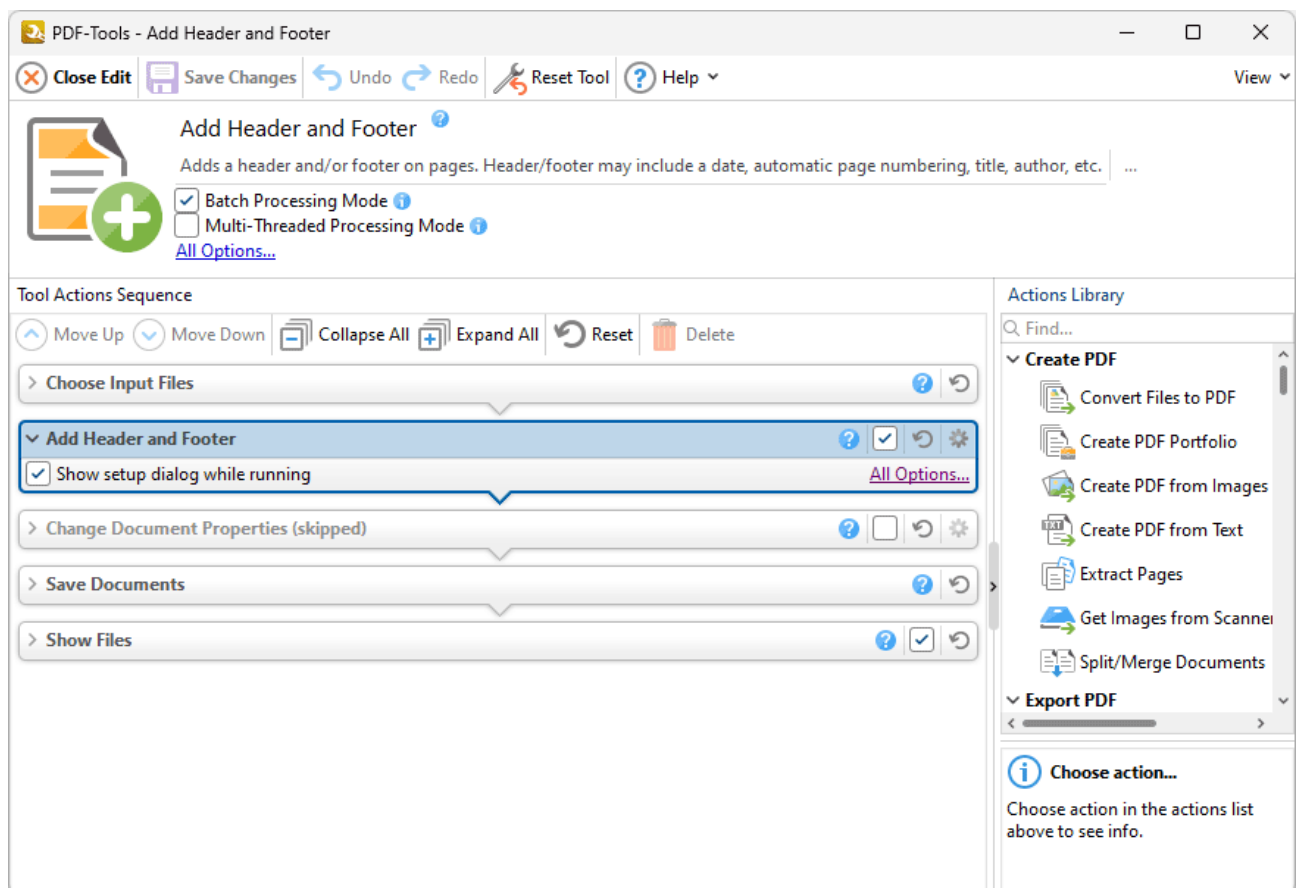 PDF-Tools - Add Header and Footer
Close Edit Save Changes Undo Redo Reset Tool Help View
Add Header and Footer
Adds a header and/or footer on pages. Header/footer may include a date, automatic page numbering, title, author, etc. ...
Batch Processing Mode
Multi-Threaded Processing Mode
All Options...
Tool Actions Sequence
Move Up Move Down Collapse All Expand All Reset Delete
Choose Input Files
Add Header and Footer
Show setup dialog while running All Options...
Change Document Properties (skipped)
Save Documents
Show Files
Actions Library
Find...
Create PDF
Convert Files to PDF
Create PDF Portfolio
Create PDF from Images
TXT Create PDF from Text
Extract Pages
Get Images from Scanner
Split/Merge Documents
Export PDF
Choose action...
Choose action in the actions list
above to see info.